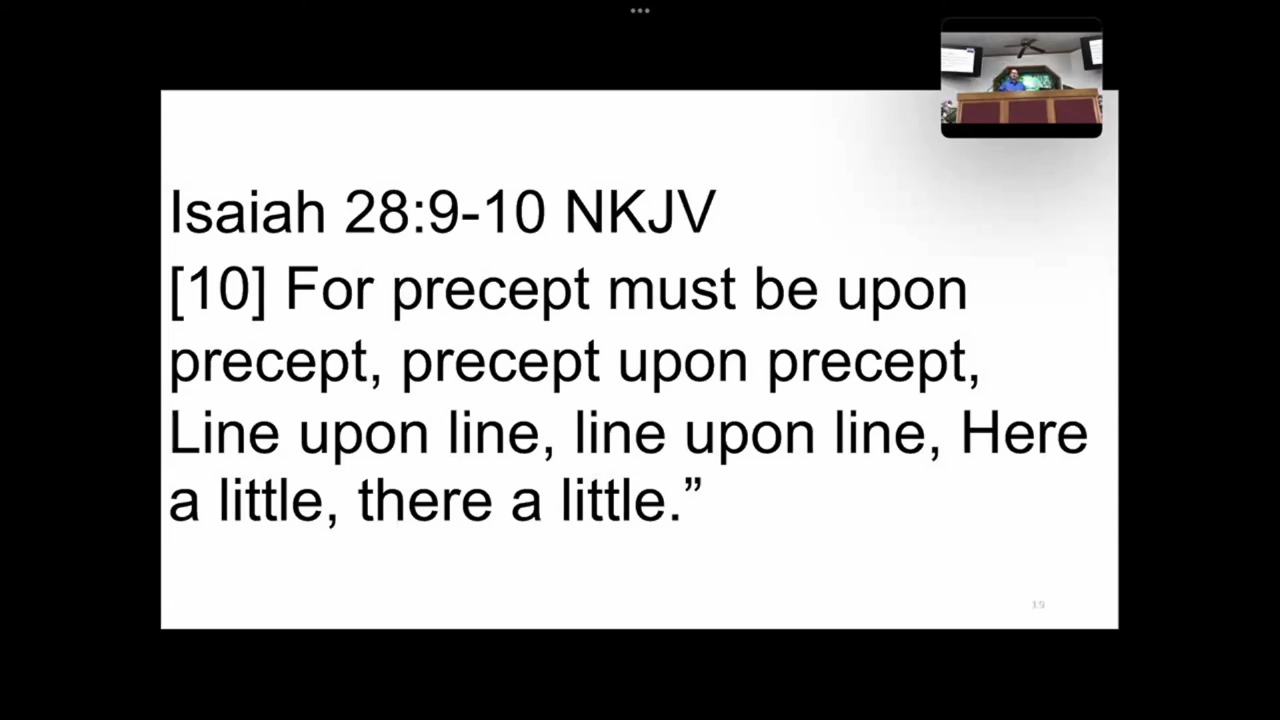 Isaiah 28:9-10 NKJV
[10] For precept must be upon
precept, precept upon precept,
Line upon line, line upon line, Here
a little, there a little.”
19